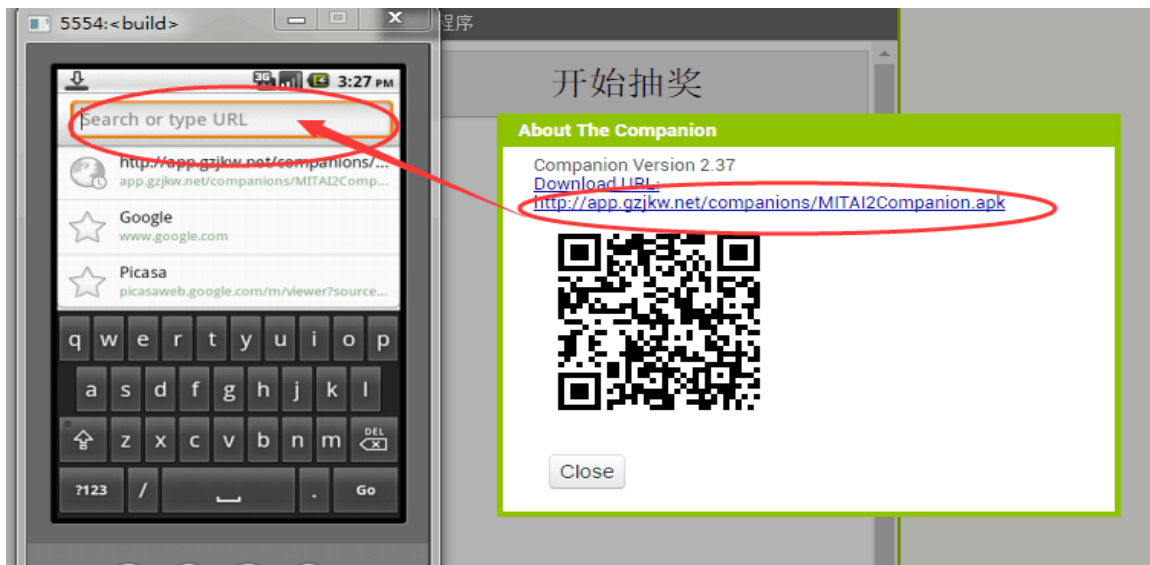 5554:<build>
程序
3G
3:27 PM
Search or type URL
http://app.gzjkw.net/companions/...
app.gzjkw.net/companions/MITAI2Comp...
Google
www.google.com
Picasa
picasaweb.google.com/m/viewer?source...
q w e r t y u i o p
a s d f g h j k l
z x c v b n m DEL
?123 / . Go
开始抽奖
About The Companion
Companion Version 2.37
Download URL:
http://app.gzjkw.net/companions/MITAI2Companion.apk
Close